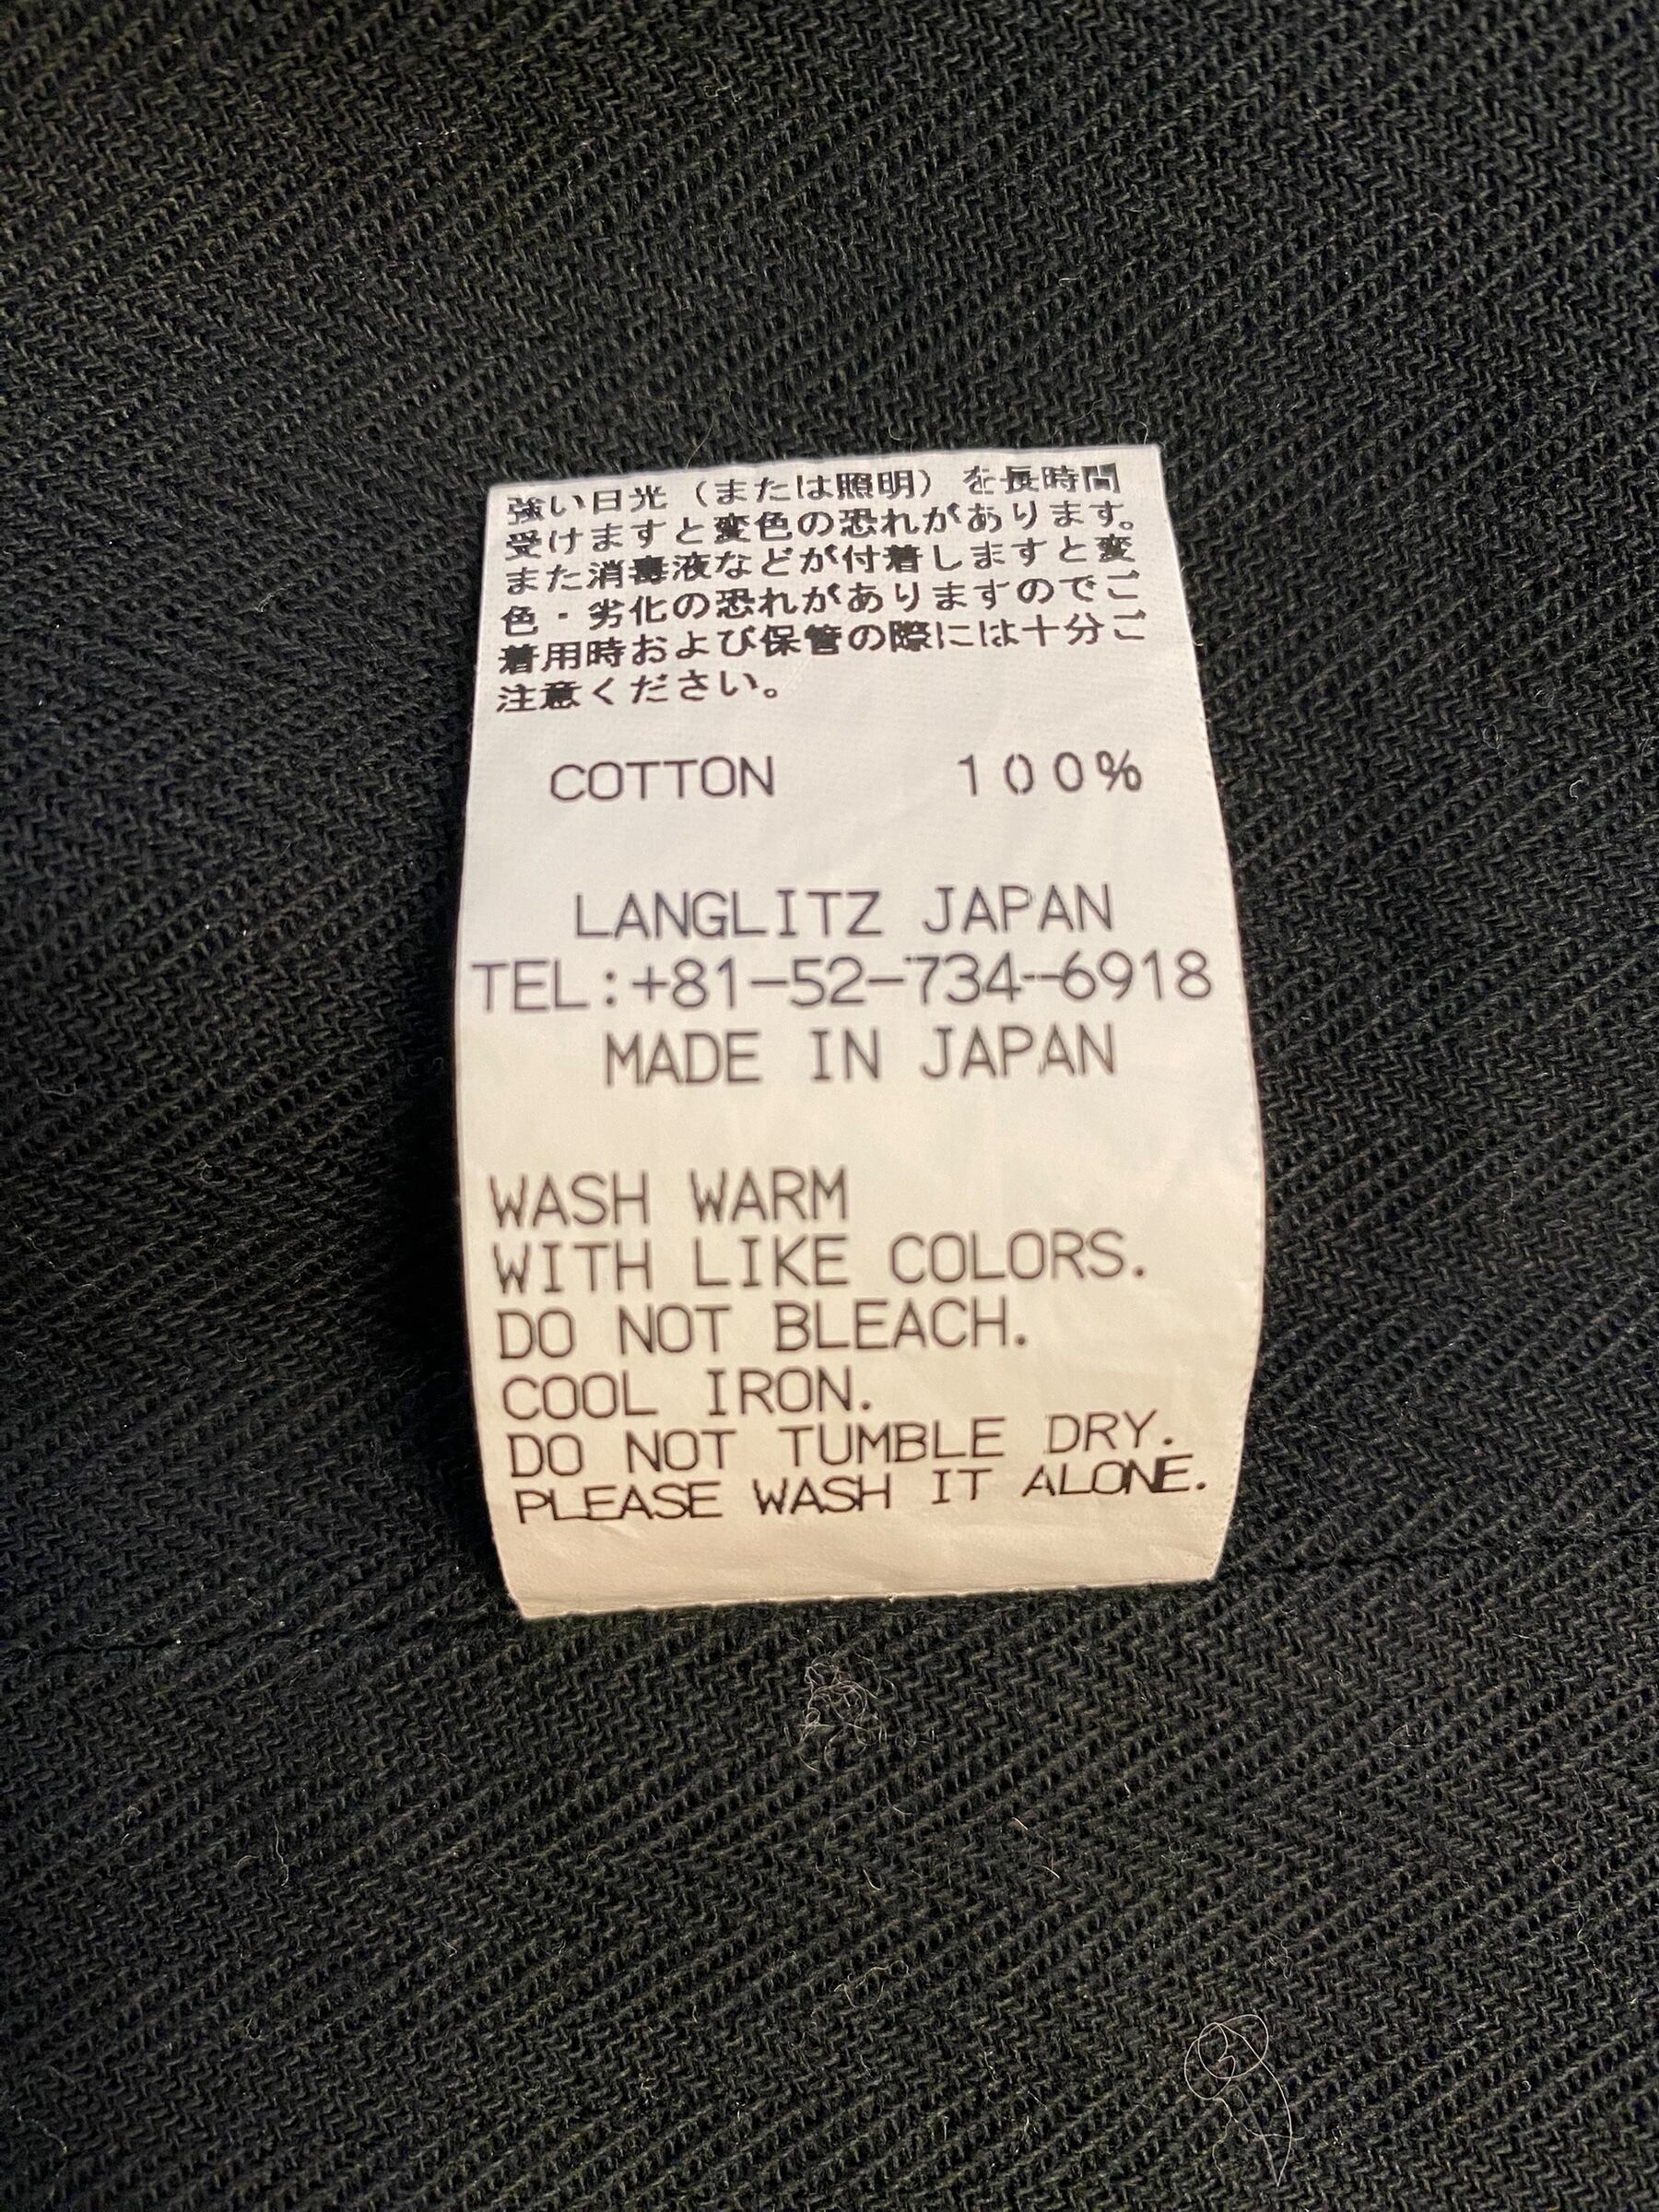 強い日光（または照明）を長時間
受けますと変色の恐れがあります。
また消毒液などが付着しますと変
色・劣化の恐れがありますのでご
着用時および保管の際には十分ご
注意ください。
COTTON 100%
LANGLITZ JAPAN
TEL:+81-52-734-6918
MADE IN JAPAN
WASH WARM
WITH LIKE COLORS.
DO NOT BLEACH.
COOL IRON.
DO NOT TUMBLE DRY.
PLEASE WASH IT ALONE.